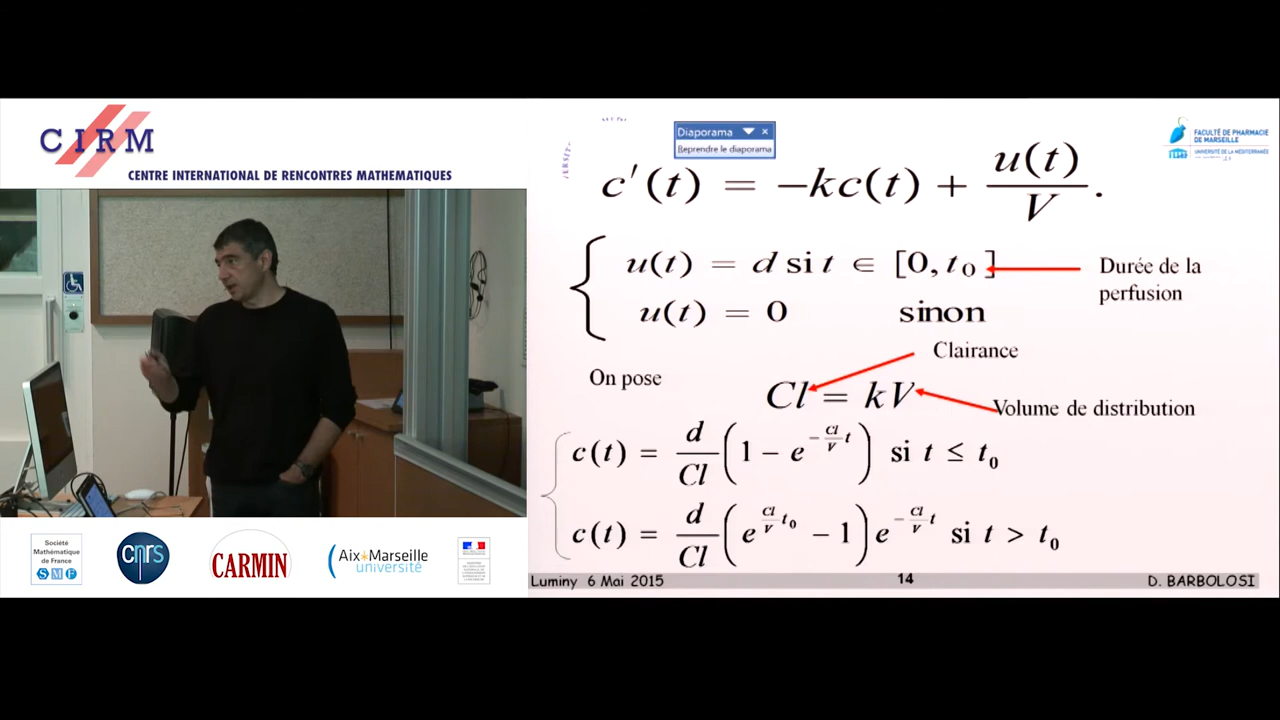 CIRM
CENTRE INTERNATIONAL DE RENCONTRES MATHEMATIQUES
Société
Mathématique
de France
SMF
cnrs
CARMIN
Aix*Marseille
université
Diaporama
Reprendre le diaporama
FACULTÉ DE PHARMACIE
DE MARSEILLE
UNIVERSITÉ DE LA MÉDITERRANÉE
c'(t) = −kc(t) + u(t)/V.
u(t) = d si t ∈ [0, t₀]
Durée de la
perfusion
u(t) = 0 sinon
Clairance
On pose
Cl = kV
Volume de distribution
c(t) = d/Cl (1 − e^(−Cl/V t)) si t ≤ t₀
c(t) = d/Cl (e^(Cl/V t₀) − 1) e^(−Cl/V t) si t > t₀
Luminy 6 Mai 2015
14
D. BARBOLOSI